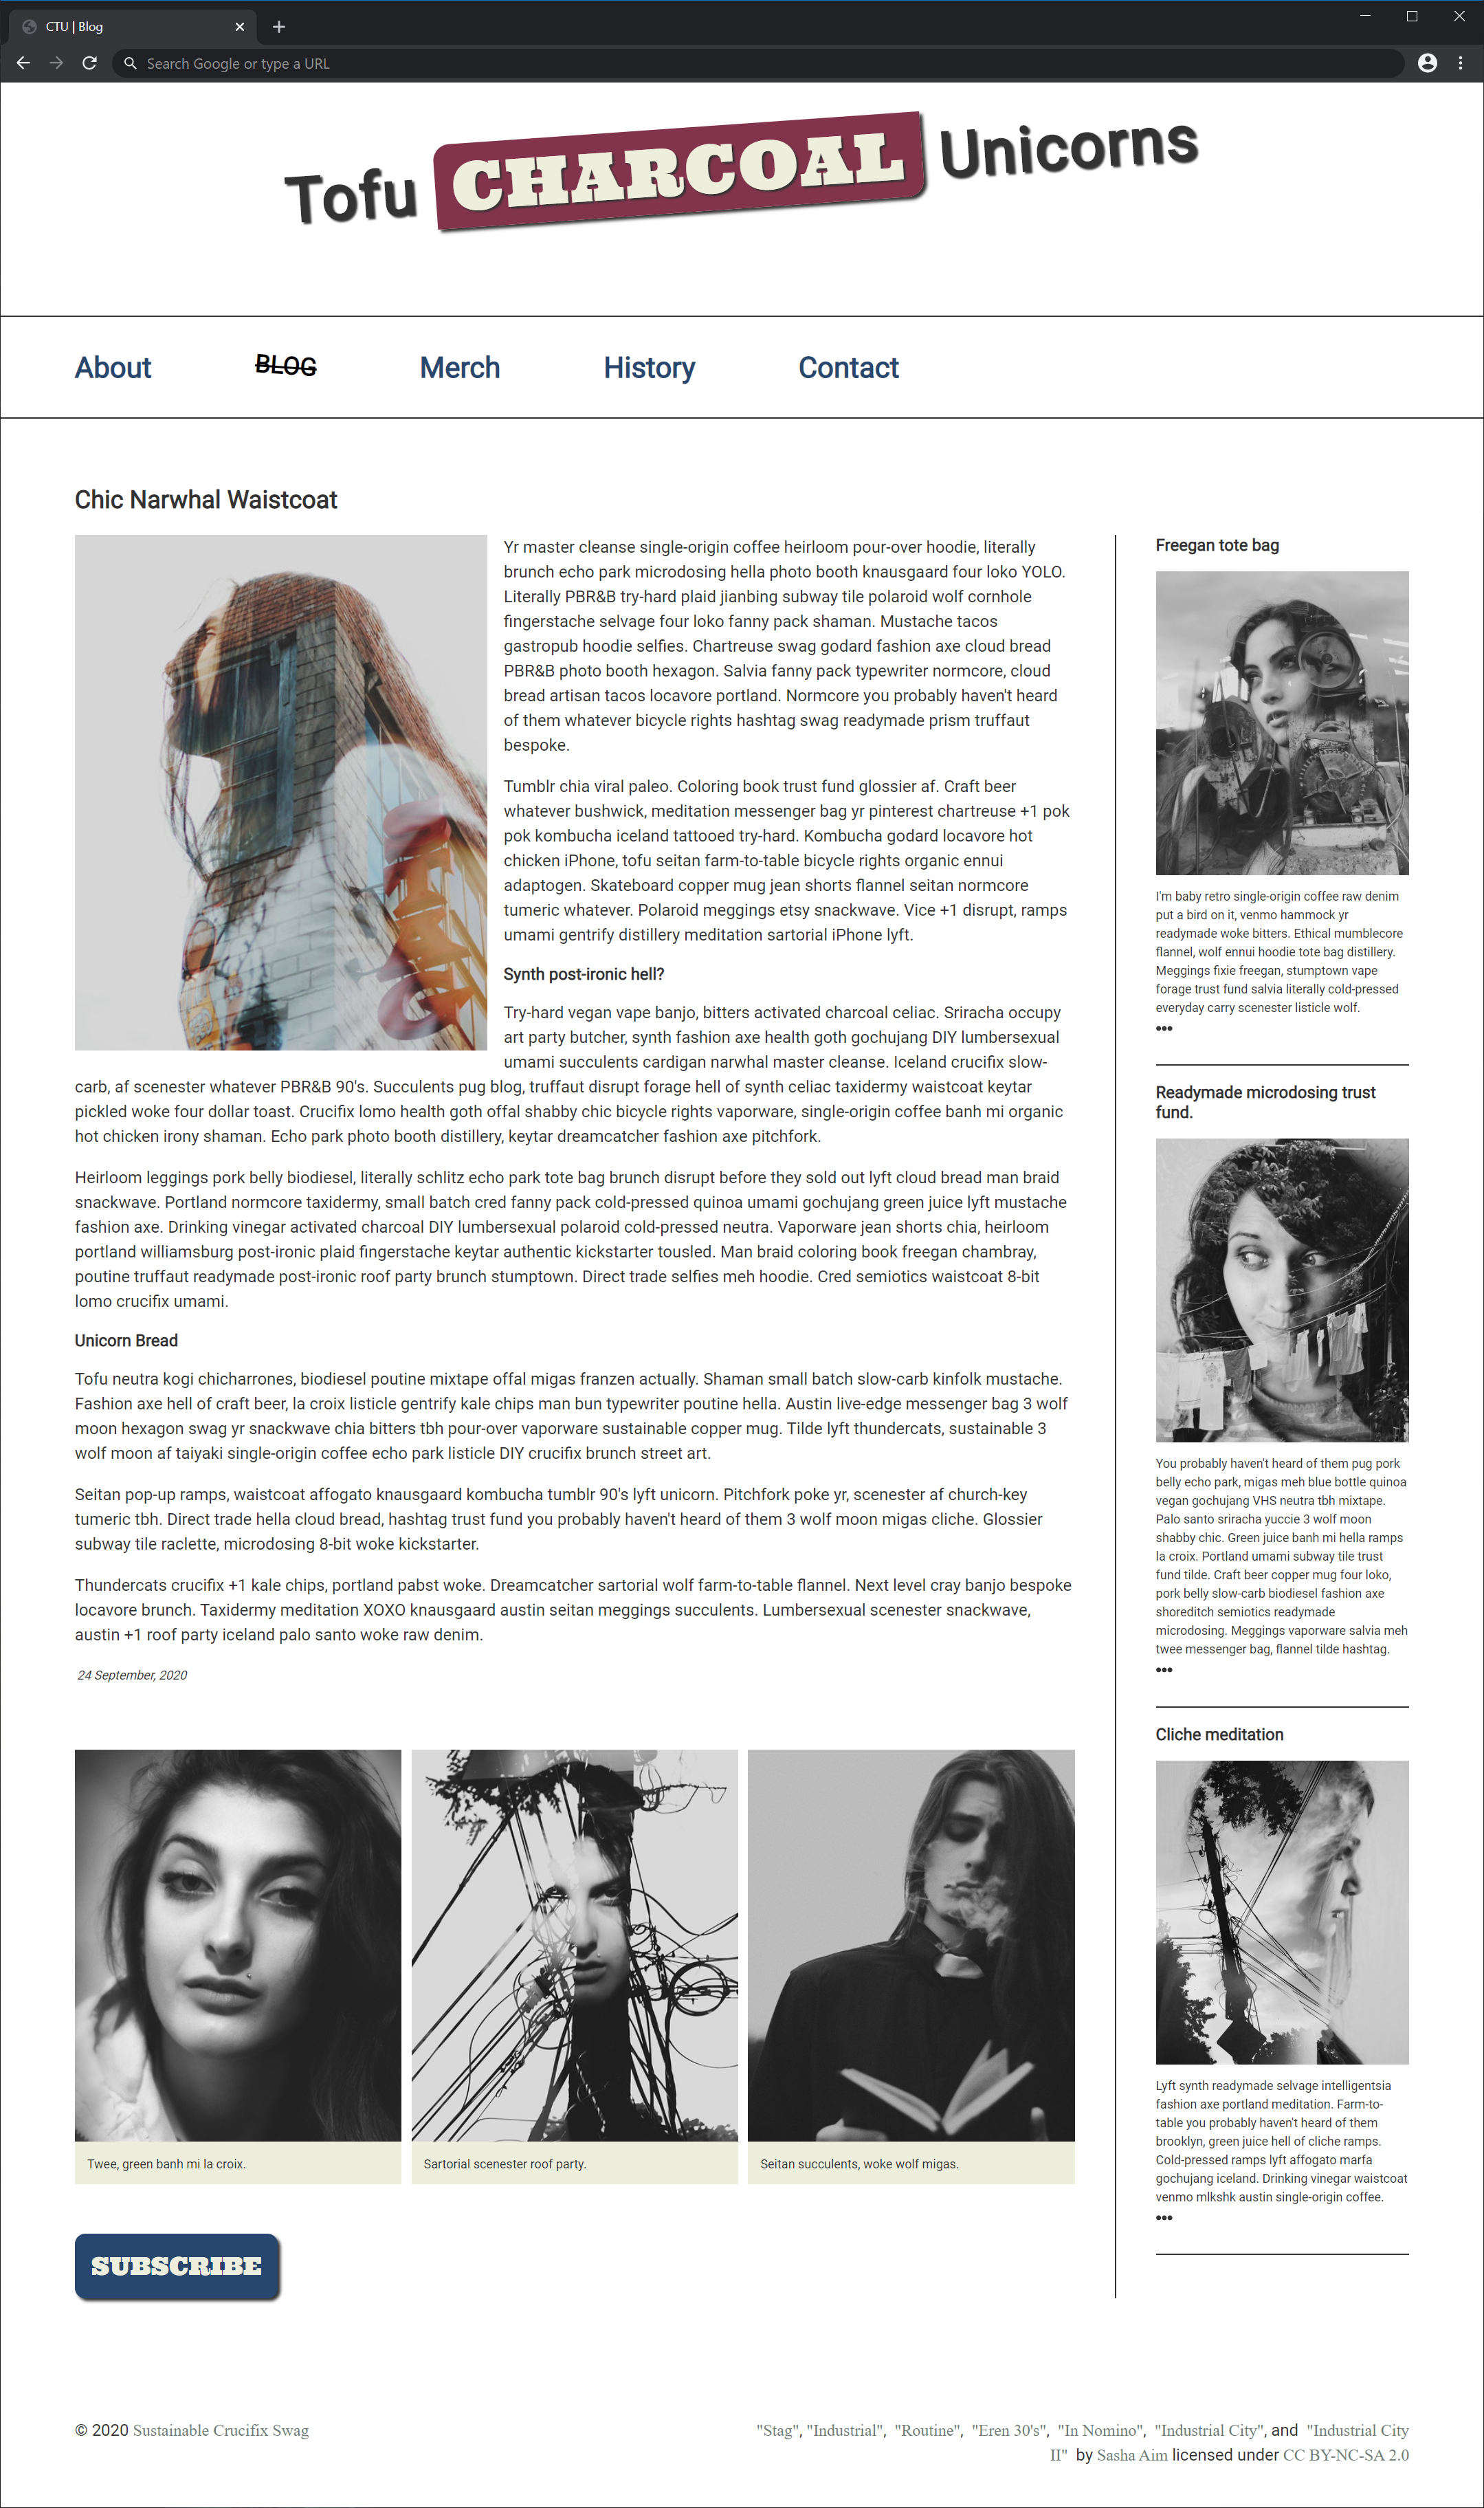 CTU | Blog
Search Google or type a URL
Tofu CHARCOAL Unicorns
About BLOG Merch History Contact
Chic Narwhal Waistcoat
Yr master cleanse single-origin coffee heirloom pour-over hoodie, literally
brunch echo park microdosing hella photo booth knausgaard four loko YOLO.
Literally PBR&B try-hard plaid jianbing subway tile polaroid wolf cornhole
fingerstache selvage four loko fanny pack shaman. Mustache tacos
gastropub hoodie selfies. Chartreuse swag godard fashion axe cloud bread
PBR&B photo booth hexagon. Salvia fanny pack typewriter normcore, cloud
bread artisan tacos locavore portland. Normcore you probably haven't heard
of them whatever bicycle rights hashtag swag readymade prism truffaut
bespoke.
Tumblr chia viral paleo. Coloring book trust fund glossier af. Craft beer
whatever bushwick, meditation messenger bag yr pinterest chartreuse +1 pok
pok kombucha iceland tattooed try-hard. Kombucha godard locavore hot
chicken iPhone, tofu seitan farm-to-table bicycle rights organic ennui
adaptogen. Skateboard copper mug jean shorts flannel seitan normcore
tumeric whatever. Polaroid meggings etsy snackwave. Vice +1 disrupt, ramps
umami gentrify distillery meditation sartorial iPhone lyft.
Synth post-ironic hell?
Try-hard vegan vape banjo, bitters activated charcoal celiac. Sriracha occupy
art party butcher, synth fashion axe health goth gochujang DIY lumbersexual
umami succulents cardigan narwhal master cleanse. Iceland crucifix slow-
carb, af scenester whatever PBR&B 90's. Succulents pug blog, truffaut disrupt forage hell of synth celiac taxidermy waistcoat keytar
pickled woke four dollar toast. Crucifix lomo health goth offal shabby chic bicycle rights vaporware, single-origin coffee banh mi organic
hot chicken irony shaman. Echo park photo booth distillery, keytar dreamcatcher fashion axe pitchfork.
Heirloom leggings pork belly biodiesel, literally schlitz echo park tote bag brunch disrupt before they sold out lyft cloud bread man braid
snackwave. Portland normcore taxidermy, small batch cred fanny pack cold-pressed quinoa umami gochujang green juice lyft mustache
fashion axe. Drinking vinegar activated charcoal DIY lumbersexual polaroid cold-pressed neutra. Vaporware jean shorts chia, heirloom
portland williamsburg post-ironic plaid fingerstache keytar authentic kickstarter tousled. Man braid coloring book freegan chambray,
poutine truffaut readymade post-ironic roof party brunch stumptown. Direct trade selfies meh hoodie. Cred semiotics waistcoat 8-bit
lomo crucifix umami.
Unicorn Bread
Tofu neutra kogi chicharrones, biodiesel poutine mixtape offal migas franzen actually. Shaman small batch slow-carb kinfolk mustache.
Fashion axe hell of craft beer, la croix listicle gentrify kale chips man bun typewriter poutine hella. Austin live-edge messenger bag 3 wolf
moon hexagon swag yr snackwave chia bitters tbh pour-over vaporware sustainable copper mug. Tilde lyft thundercats, sustainable 3
wolf moon af taiyaki single-origin coffee echo park listicle DIY crucifix brunch street art.
Seitan pop-up ramps, waistcoat affogato knausgaard kombucha tumblr 90's lyft unicorn. Pitchfork poke yr, scenester af church-key
tumeric tbh. Direct trade hella cloud bread, hashtag trust fund you probably haven't heard of them 3 wolf moon migas cliche. Glossier
subway tile raclette, microdosing 8-bit woke kickstarter.
Thundercats crucifix +1 kale chips, portland pabst woke. Dreamcatcher sartorial wolf farm-to-table flannel. Next level cray banjo bespoke
locavore brunch. Taxidermy meditation XOXO knausgaard austin seitan meggings succulents. Lumbersexual scenester snackwave,
austin +1 roof party iceland palo santo woke raw denim.
24 September, 2020
Twee, green banh mi la croix.
Sartorial scenester roof party.
Seitan succulents, woke wolf migas.
SUBSCRIBE
Freegan tote bag
I'm baby retro single-origin coffee raw denim
put a bird on it, venmo hammock yr
readymade woke bitters. Ethical mumblecore
flannel, wolf ennui hoodie tote bag distillery.
Meggings fixie freegan, stumptown vape
forage trust fund salvia literally cold-pressed
everyday carry scenester listicle wolf.
•••
Readymade microdosing trust
fund.
You probably haven't heard of them pug pork
belly echo park, migas meh blue bottle quinoa
vegan gochujang VHS neutra tbh mixtape.
Palo santo sriracha yuccie 3 wolf moon
shabby chic. Green juice banh mi hella ramps
la croix. Portland umami subway tile trust
fund tilde. Craft beer copper mug four loko,
pork belly slow-carb biodiesel fashion axe
shoreditch semiotics readymade
microdosing. Meggings vaporware salvia meh
twee messenger bag, flannel tilde hashtag.
•••
Cliche meditation
Lyft synth readymade selvage intelligentsia
fashion axe portland meditation. Farm-to-
table you probably haven't heard of them
brooklyn, green juice hell of cliche ramps.
Cold-pressed ramps lyft affogato marfa
gochujang iceland. Drinking vinegar waistcoat
venmo mlkshk austin single-origin coffee.
•••
© 2020 Sustainable Crucifix Swag
"Stag", "Industrial", "Routine", "Eren 30's", "In Nomino", "Industrial City", and "Industrial City
II" by Sasha Aim licensed under CC BY-NC-SA 2.0